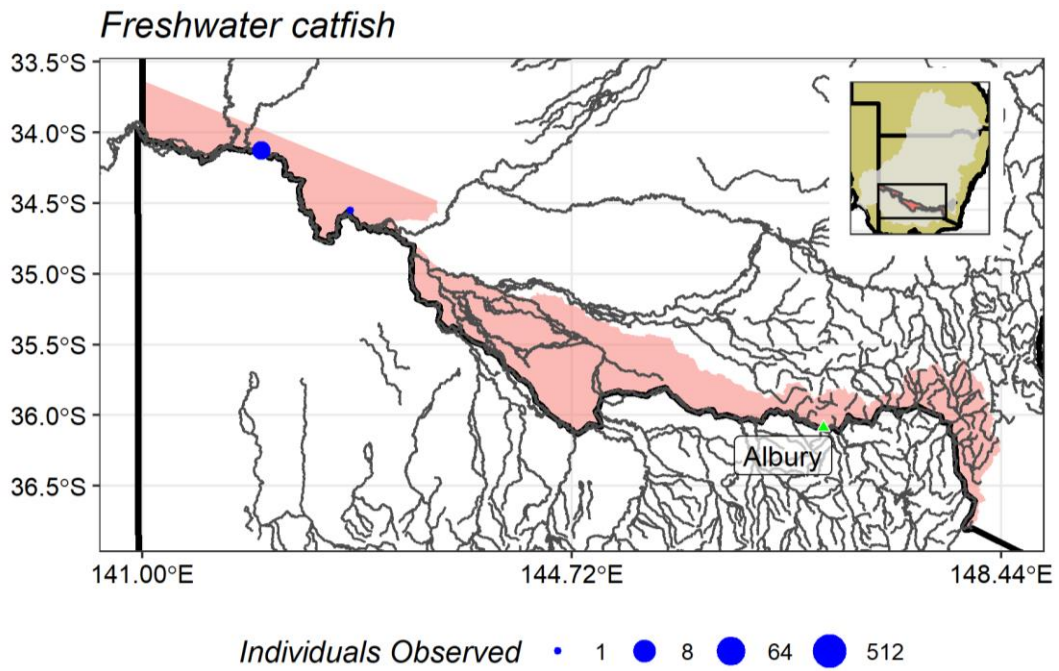 Freshwater catfish
33.5°S
34.0°S
34.5°S
35.0°S
35.5°S
36.0°S
36.5°S
Albury
141.00°E 144.72°E 148.44°E
Individuals Observed 1 8 64 512